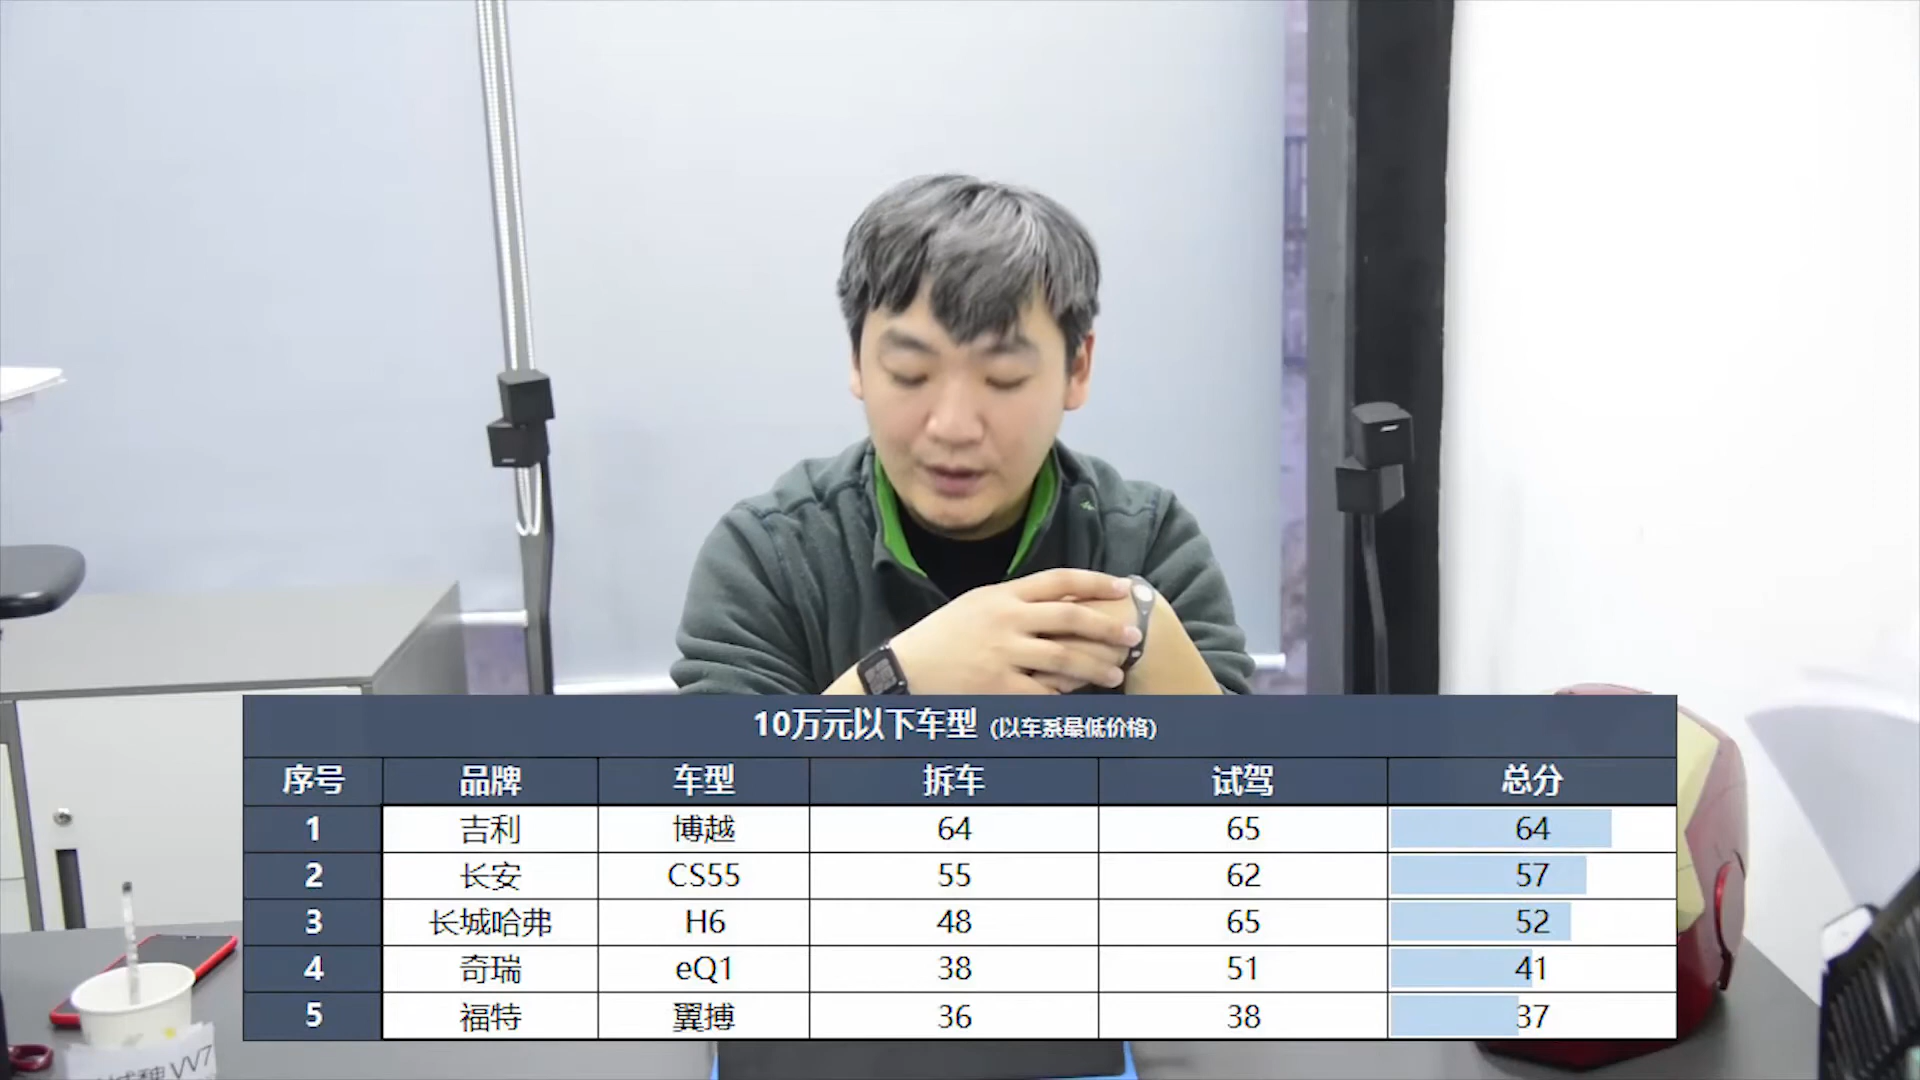 10万元以下车型 (以车系最低价格)
序号 品牌 车型 拆车 试驾 总分
1 吉利 博越 64 65 64
2 长安 CS55 55 62 57
3 长城哈弗 H6 48 65 52
4 奇瑞 eQ1 38 51 41
5 福特 翼搏 36 38 37
VV7